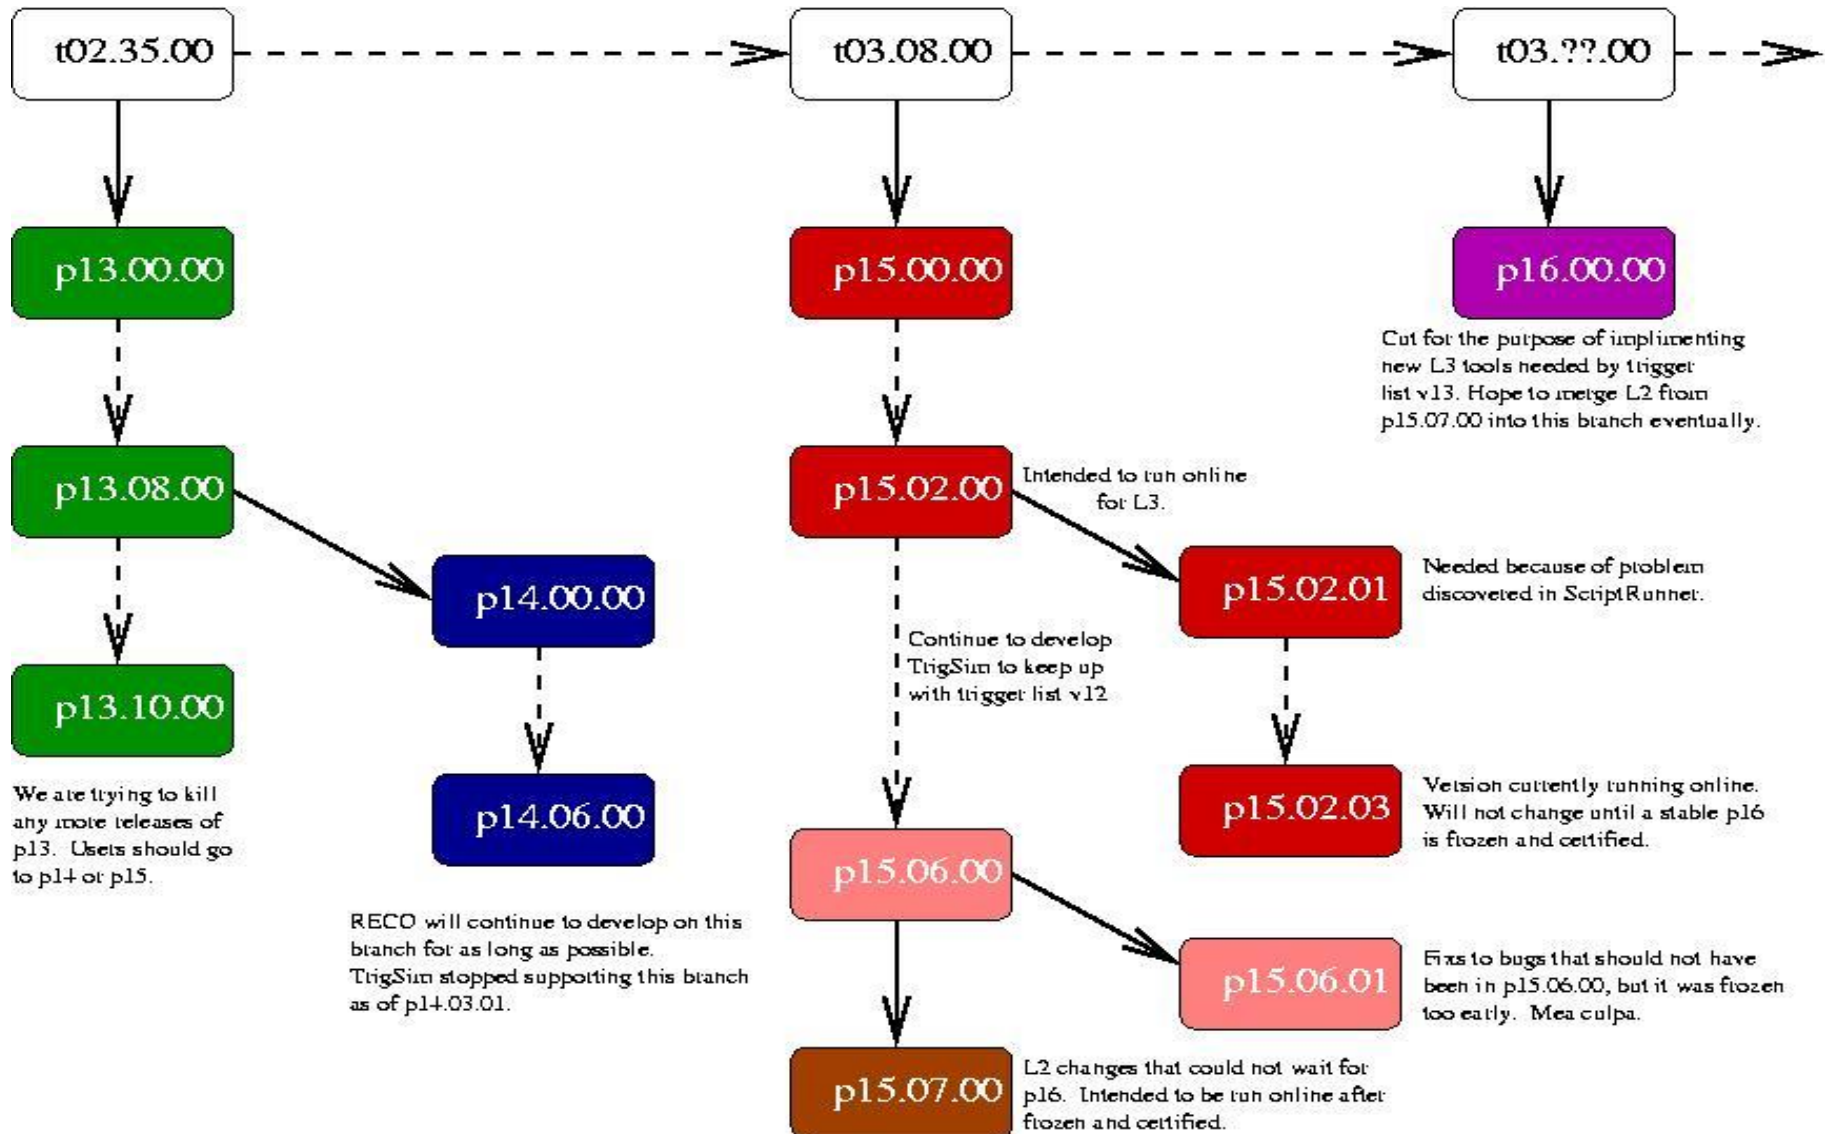 t02.35.00
t03.08.00
t03.??.00
p13.00.00
p15.00.00
p16.00.00
Cut for the purpose of implimenting
new L3 tools needed by trigger
list v13. Hope to merge L2 from
p15.07.00 into this branch eventually.
p13.08.00
p15.02.00
Intended to run online
for L3.
p14.00.00
p15.02.01
Needed because of problem
discovered in ScriptRunner.
Continue to develop
TrigSim to keep up
with trigger list v12
p13.10.00
We are trying to kill
any more releases of
p13. Users should go
to p14 or p15.
p14.06.00
p15.02.03
Version currently running online.
Will not change until a stable p16
is frozen and certified.
p15.06.00
RECO will continue to develop on this
branch for as long as possible.
TrigSim stopped supporting this branch
as of p14.03.01.
p15.06.01
Fixs to bugs that should not have
been in p15.06.00, but it was frozen
too early. Mea culpa.
p15.07.00
L2 changes that could not wait for
p16. Intended to be run online after
frozen and certified.